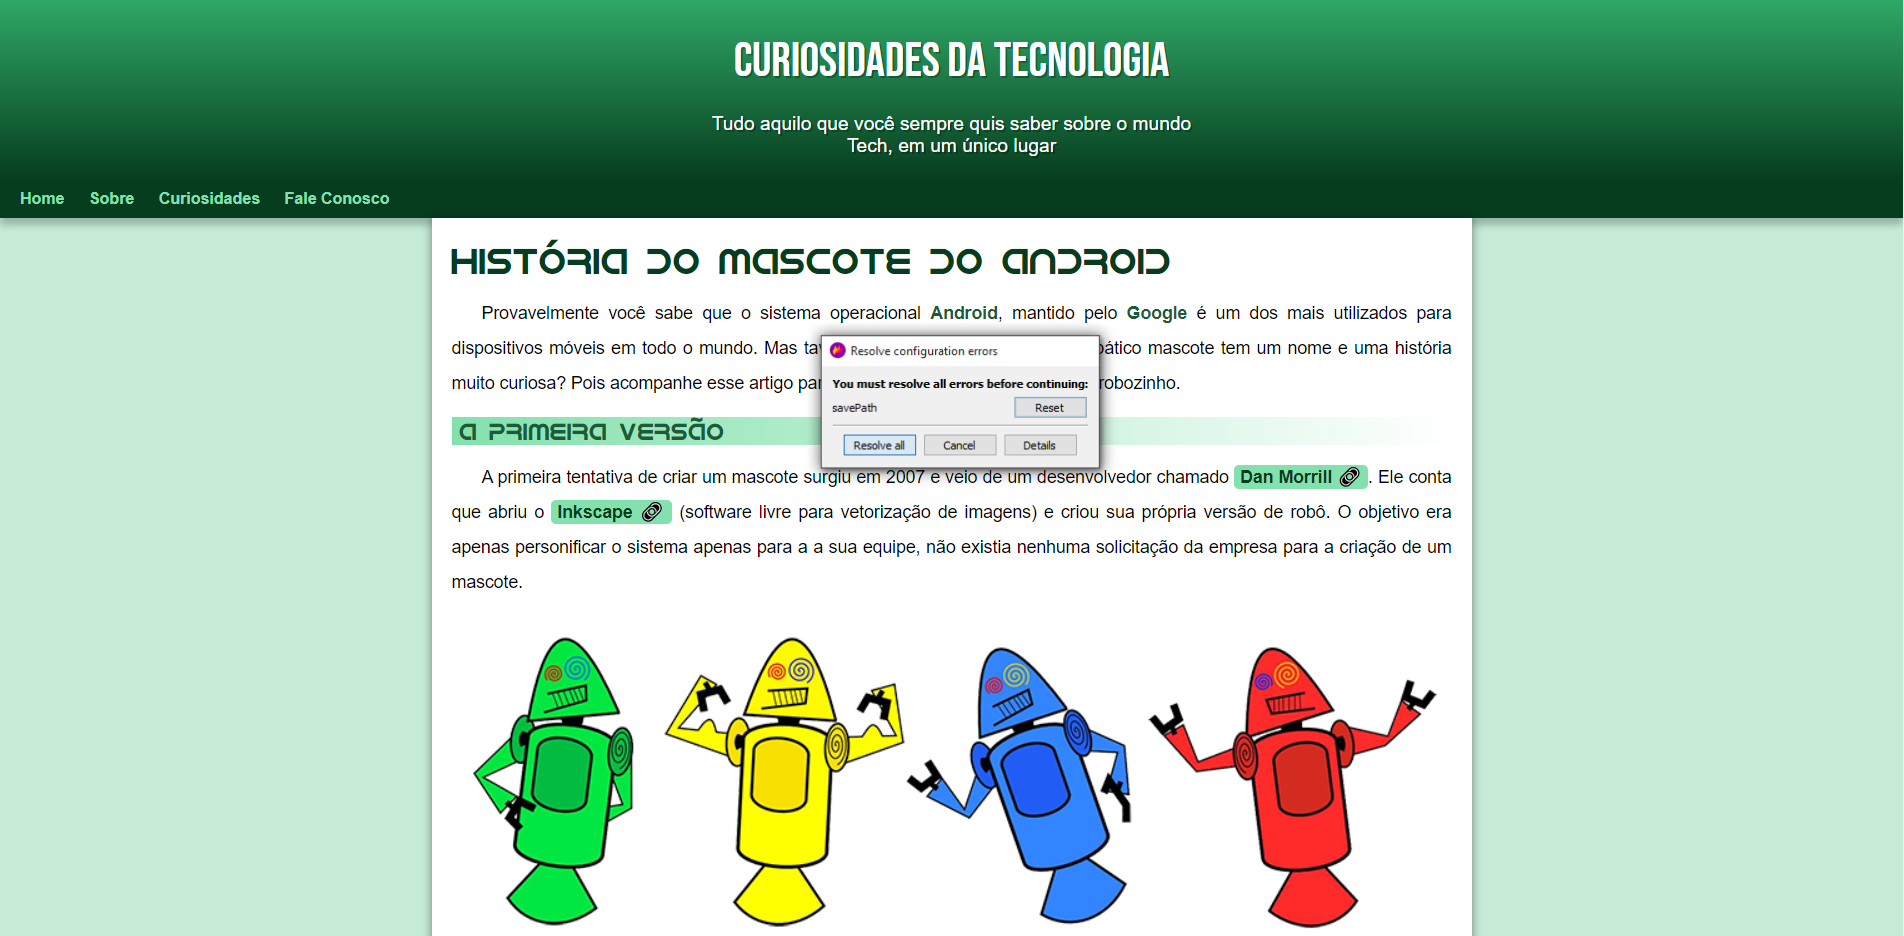 CURIOSIDADES DA TECNOLOGIA
Tudo aquilo que você sempre quis saber sobre o mundo
Tech, em um único lugar
Home Sobre Curiosidades Fale Conosco
HISTÓRIA DO MASCOTE DO ANDROID
Provavelmente você sabe que o sistema operacional Android, mantido pelo Google é um dos mais utilizados para
dispositivos móveis em todo o mundo. Mas mascote tem um nome e uma história
muito curiosa? Pois acompanhe esse artigo robozinho.
Resolve configuration errors
You must resolve all errors before continuing:
savePath Reset
Resolve all Cancel Details
A PRIMEIRA VERSÃO
A primeira tentativa de criar um mascote surgiu em 2007 e veio de um desenvolvedor chamado Dan Morrill. Ele conta
que abriu o Inkscape (software livre para vetorização de imagens) e criou sua própria versão de robô. O objetivo era
apenas personificar o sistema apenas para a a sua equipe, não existia nenhuma solicitação da empresa para a criação de um
mascote.